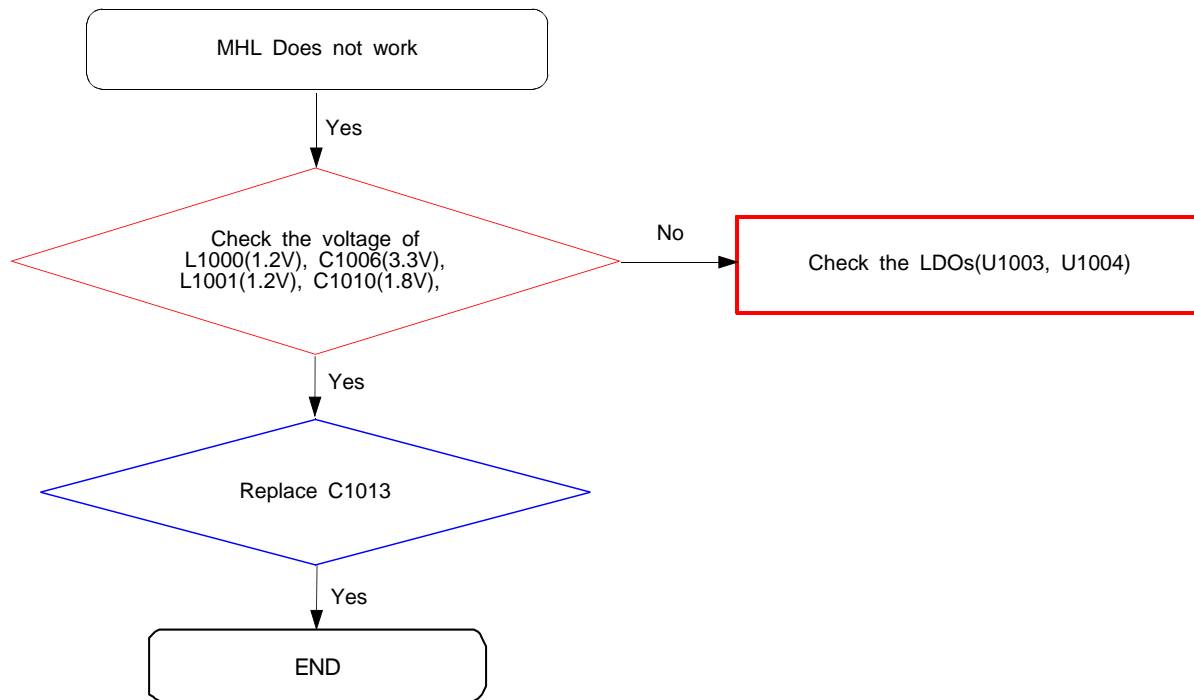 MHL Does not work
Yes
Check the voltage of
L1000(1.2V), C1006(3.3V),
L1001(1.2V), C1010(1.8V),
No
Check the LDOs(U1003, U1004)
Yes
Replace C1013
Yes
END